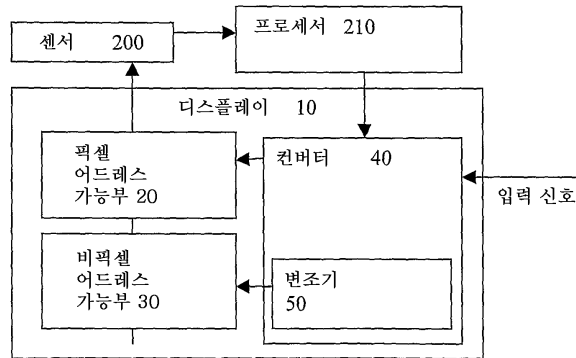 센서 200
프로세서 210
디스플레이 10
픽셀
어드레스
가능부 20
컨버터 40
입력 신호
비픽셀
어드레스
가능부 30
변조기
50